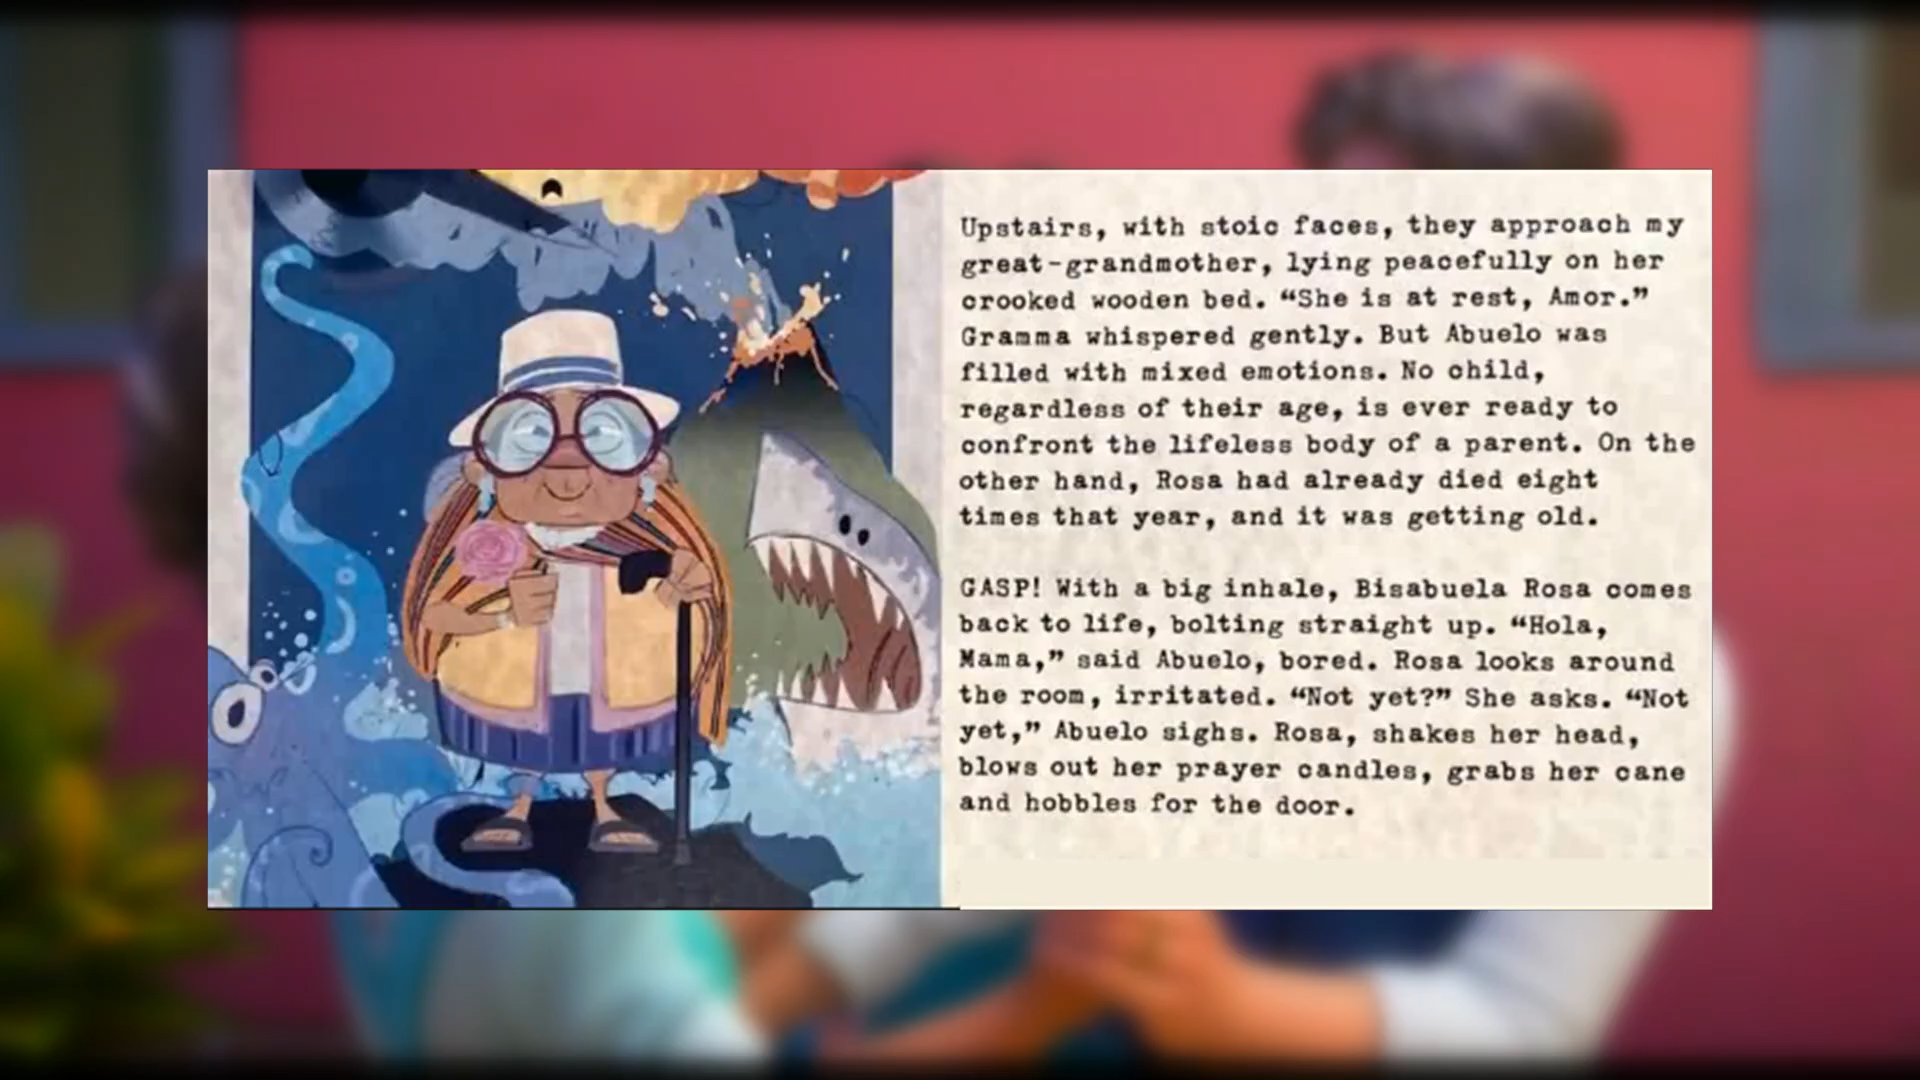 Upstairs, with stoic faces, they approach my
great-grandmother, lying peacefully on her
crooked wooden bed. “She is at rest, Amor.”
Gramma whispered gently. But Abuelo was
filled with mixed emotions. No child,
regardless of their age, is ever ready to
confront the lifeless body of a parent. On the
other hand, Rosa had already died eight
times that year, and it was getting old.
GASP! With a big inhale, Bisabuela Rosa comes
back to life, bolting straight up. “Hola,
Mama,” said Abuelo, bored. Rosa looks around
the room, irritated. “Not yet?” She asks. “Not
yet,” Abuelo sighs. Rosa, shakes her head,
blows out her prayer candles, grabs her cane
and hobbles for the door.